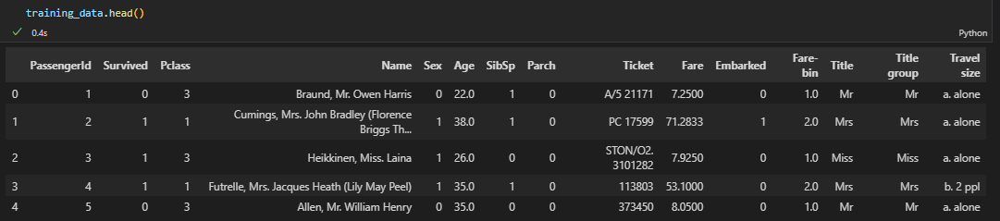 training_data.head()
0.4s Python
PassengerId Survived Pclass Name Sex Age SibSp Parch Ticket Fare Embarked Fare-bin Title Title group Travel size
0 1 0 3 Braund, Mr. Owen Harris 0 22.0 1 0 A/5 21171 7.2500 0 1.0 Mr Mr a. alone
1 2 1 1 Cumings, Mrs. John Bradley (Florence Briggs Th... 1 38.0 1 0 PC 17599 71.2833 1 2.0 Mrs Mrs a. alone
2 3 1 3 Heikkinen, Miss. Laina 1 26.0 0 0 STON/O2. 3101282 7.9250 0 1.0 Miss Miss a. alone
3 4 1 1 Futrelle, Mrs. Jacques Heath (Lily May Peel) 1 35.0 1 0 113803 53.1000 0 2.0 Mrs Mrs b. 2 ppl
4 5 0 3 Allen, Mr. William Henry 0 35.0 0 0 373450 8.0500 0 1.0 Mr Mr a. alone